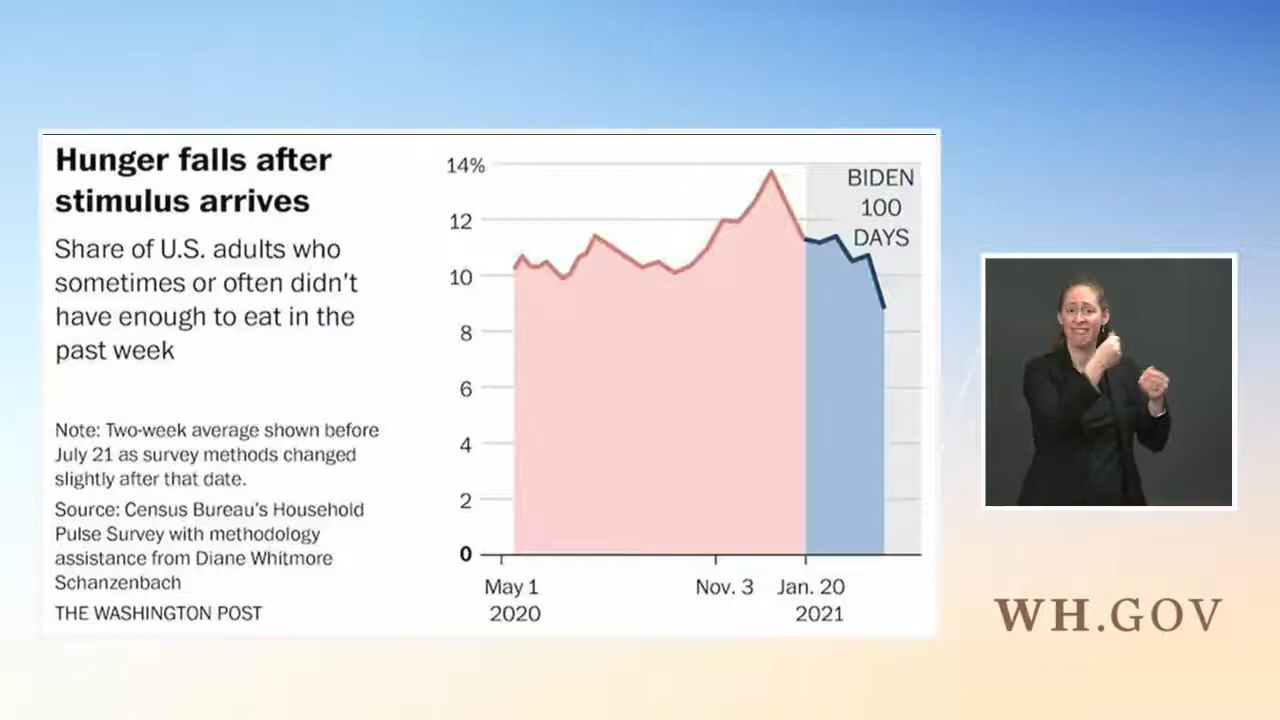 Hunger falls after
stimulus arrives
Share of U.S. adults who
sometimes or often didn't
have enough to eat in the
past week
Note: Two-week average shown before
July 21 as survey methods changed
slightly after that date.
Source: Census Bureau's Household
Pulse Survey with methodology
assistance from Diane Whitmore
Schanzenbach
THE WASHINGTON POST
14%
12
10
8
6
4
2
0
BIDEN
100
DAYS
May 1
2020
Nov. 3
Jan. 20
2021
WH.GOV